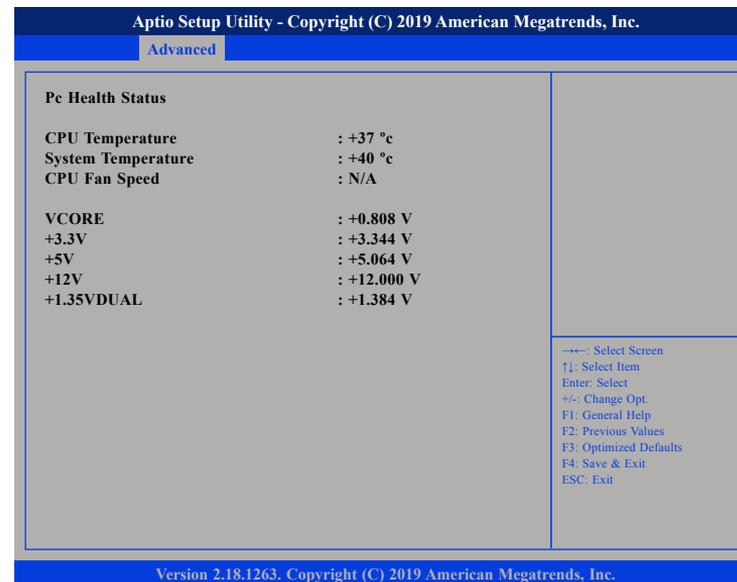 Aptio Setup Utility - Copyright (C) 2019 American Megatrends, Inc.
Advanced
Pc Health Status
CPU Temperature : +37 °c
System Temperature : +40 °c
CPU Fan Speed : N/A
VCORE : +0.808 V
+3.3V : +3.344 V
+5V : +5.064 V
+12V : +12.000 V
+1.35VDUAL : +1.384 V
→←: Select Screen
↑↓: Select Item
Enter: Select
+/-: Change Opt.
F1: General Help
F2: Previous Values
F3: Optimized Defaults
F4: Save & Exit
ESC: Exit
Version 2.18.1263. Copyright (C) 2019 American Megatrends, Inc.